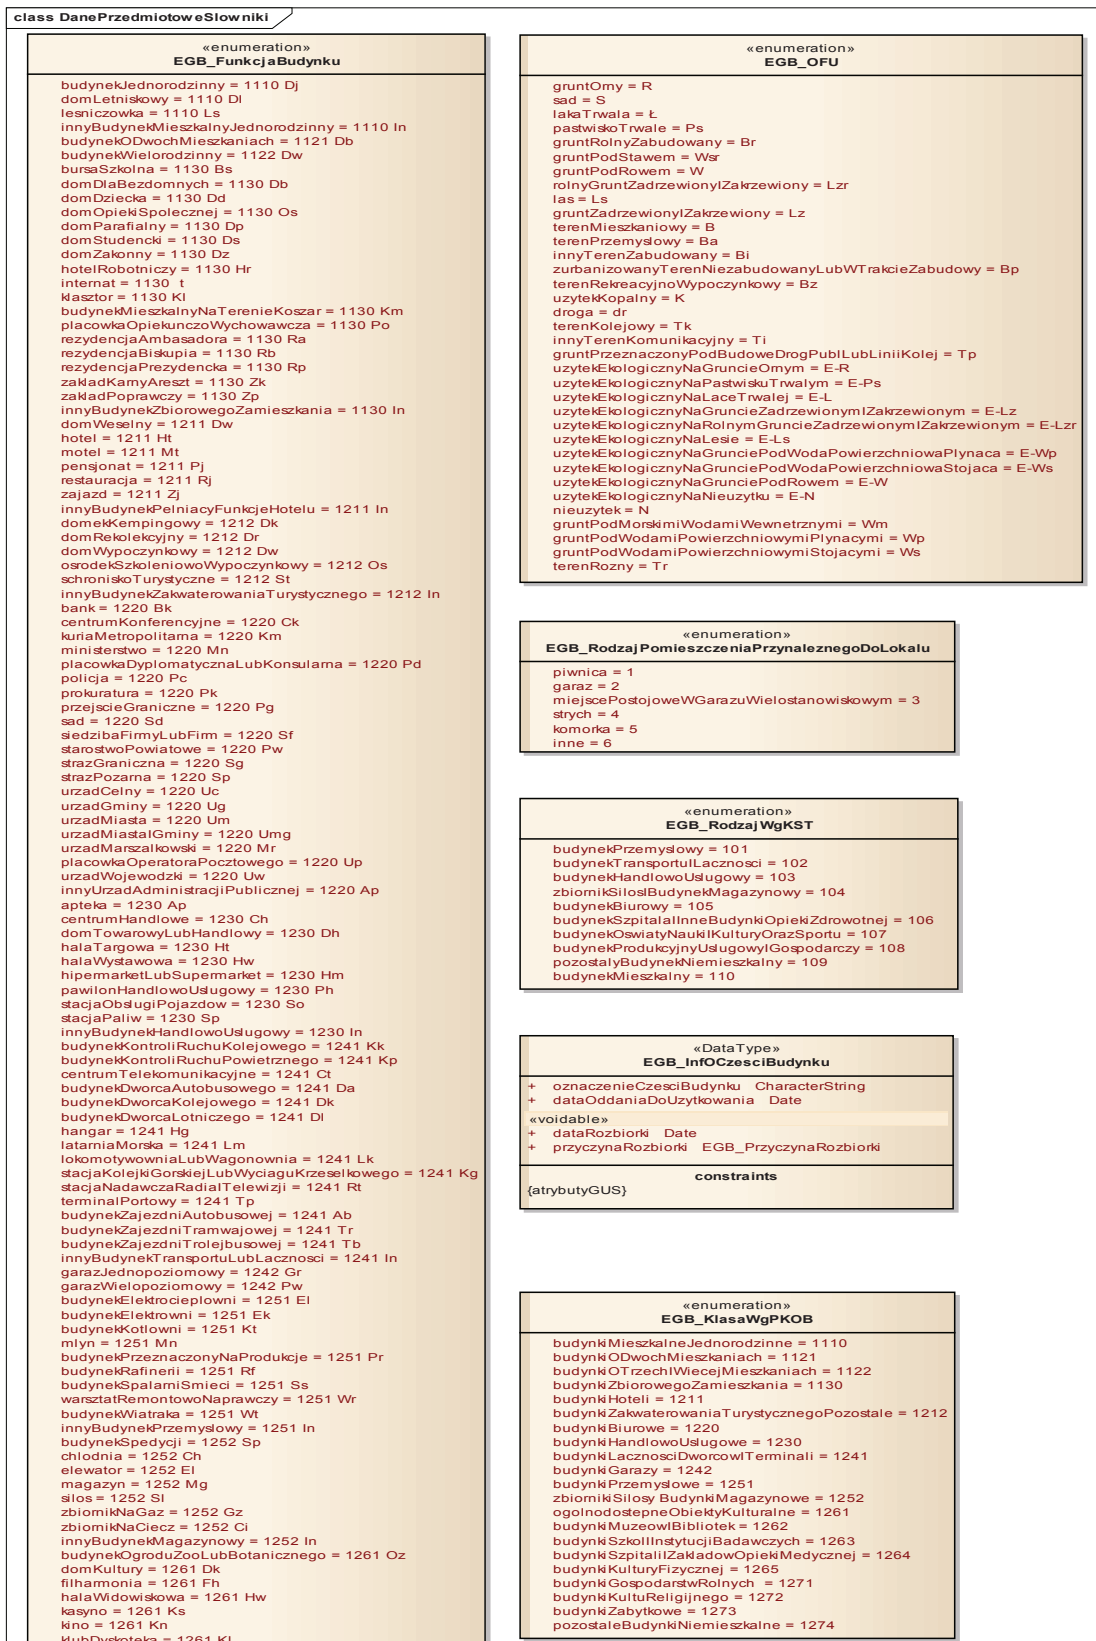 class DanePrzedmiotoweSlowniki
«enumeration»
EGB_FunkcjaBudynku
budynekJednorodzinny = 1110 Dj
domLetniskowy = 1110 Dl
lesniczowka = 1110 Ls
innyBudynekMieszkalnyJednorodzinny = 1110 In
budynekODwochMieszkaniach = 1121 Db
budynekWielorodzinny = 1122 Dw
bursaSzkolna = 1130 Bs
domDlaBezdomnych = 1130 Db
domDziecka = 1130 Dd
domOpiekiSpolecznej = 1130 Os
domParafialny = 1130 Dp
domStudencki = 1130 Ds
domZakonny = 1130 Dz
hotelRobotniczy = 1130 Hr
internat = 1130 t
klasztor = 1130 Kl
budynekMieszkalnyNaTerenieKoszar = 1130 Km
placowkaOpiekunczoWychowawcza = 1130 Po
rezydencjaAmbasadora = 1130 Ra
rezydencjaBiskupia = 1130 Rb
rezydencjaPrezydencka = 1130 Rp
zakladKarnyAreszt = 1130 Zk
zakladPoprawczy = 1130 Zp
innyBudynekZbiorowegoZamieszkania = 1130 In
domWeselny = 1211 Dw
hotel = 1211 Ht
motel = 1211 Mt
pensjonat = 1211 Pj
restauracja = 1211 Rj
zajazd = 1211 Zj
innyBudynekPelniacyFunkcjeHotelu = 1211 In
domekKempingowy = 1212 Dk
domRekolekcyjny = 1212 Dr
domWypoczynkowy = 1212 Dw
osrodekSzkoleniowoWypoczynkowy = 1212 Os
schroniskoTurystyczne = 1212 St
innyBudynekZakwaterowaniaTurystycznego = 1212 In
bank = 1220 Bk
centrumKonferencyjne = 1220 Ck
kuriaMetropolitarna = 1220 Km
ministerstwo = 1220 Mn
placowkaDyplomatycznaLubKonsularna = 1220 Pd
policja = 1220 Pc
prokuratura = 1220 Pk
przejscieGraniczne = 1220 Pg
sad = 1220 Sd
siedzibaFirmyLubFirm = 1220 Sf
starostwoPowiatowe = 1220 Pw
strazGraniczna = 1220 Sg
strazPozarna = 1220 Sp
urzadCelny = 1220 Uc
urzadGminy = 1220 Ug
urzadMiasta = 1220 Um
urzadMiastaIGminy = 1220 Umg
urzadMarszalkowski = 1220 Mr
placowkaOperatoraPocztowego = 1220 Up
urzadWojewodzki = 1220 Uw
innyUrzadAdministracjiPublicznej = 1220 Ap
apteka = 1230 Ap
centrumHandlowe = 1230 Ch
domTowarowyLubHandlowy = 1230 Dh
halaTargowa = 1230 Ht
halaWystawowa = 1230 Hw
hipermarketLubSupermarket = 1230 Hm
pawilonHandlowoUslugowy = 1230 Ph
stacjaObslugiPojazdow = 1230 So
stacjaPaliw = 1230 Sp
innyBudynekHandlowoUslugowy = 1230 In
budynekKontroliRuchuKolejowego = 1241 Kk
budynekKontroliRuchuPowietrznego = 1241 Kp
centrumTelekomunikacyjne = 1241 Ct
budynekDworcaAutobusowego = 1241 Da
budynekDworcaKolejowego = 1241 Dk
budynekDworcaLotniczego = 1241 Dl
hangar = 1241 Hg
latarniaMorska = 1241 Lm
lokomotywowniaLubWagonownia = 1241 Lk
stacjaKolejkiGorskiejLubWyciaguKrzeselkowego = 1241 Kg
stacjaNadawczaRadiaITelewizji = 1241 Rt
terminalPortowy = 1241 Tp
budynekZajezdniAutobusowej = 1241 Ab
budynekZajezdniTramwajowej = 1241 Tr
budynekZajezdniTrolejbusowej = 1241 Tb
innyBudynekTransportuLubLacznosci = 1241 In
garazJednopoziomowy = 1242 Gr
garazWielopoziomowy = 1242 Pw
budynekElektrocieplowni = 1251 El
budynekElektrowni = 1251 Ek
budynekKotlowni = 1251 Kt
mlyn = 1251 Mn
budynekPrzeznaczonyNaProdukcje = 1251 Pr
budynekRafinerii = 1251 Rf
budynekSpalarniSmieci = 1251 Ss
warsztatRemontowoNaprawczy = 1251 Wr
budynekWiatraka = 1251 Wt
innyBudynekPrzemyslowy = 1251 In
budynekSpedycji = 1252 Sp
chlodnia = 1252 Ch
elewator = 1252 El
magazyn = 1252 Mg
silos = 1252 Sl
zbiornikNaGaz = 1252 Gz
zbiornikNaCiecz = 1252 Ci
innyBudynekMagazynowy = 1252 In
budynekOgroduZooLubBotanicznego = 1261 Oz
domKultury = 1261 Dk
filharmonia = 1261 Fh
halaWidowiskowa = 1261 Hw
kasyno = 1261 Ks
kino = 1261 Kn
klubDyskoteka = 1261 Kl
«enumeration»
EGB_OFU
gruntOrny = R
sad = S
lakaTrwala = Ł
pastwiskoTrwale = Ps
gruntRolnyZabudowany = Br
gruntPodStawem = Wsr
gruntPodRowem = W
rolnyGruntZadrzewionyIZakrzewiony = Lzr
las = Ls
gruntZadrzewionyIZakrzewiony = Lz
terenMieszkaniowy = B
terenPrzemyslowy = Ba
innyTerenZabudowany = Bi
zurbanizowanyTerenNiezabudowanyLubWTrakcieZabudowy = Bp
terenRekreacyjnoWypoczynkowy = Bz
uzytekKopalny = K
droga = dr
terenKolejowy = Tk
innyTerenKomunikacyjny = Ti
gruntPrzeznaczonyPodBudoweDrogPublLubLiniiKolej = Tp
uzytekEkologicznyNaGruncieOrnym = E-R
uzytekEkologicznyNaPastwiskuTrwalym = E-Ps
uzytekEkologicznyNaLaceTrwalej = E-L
uzytekEkologicznyNaGruncieZadrzewionymIZakrzewionym = E-Lz
uzytekEkologicznyNaRolnymGruncieZadrzewionymIZakrzewionym = E-Lzr
uzytekEkologicznyNaLesie = E-Ls
uzytekEkologicznyNaGrunciePodWodaPowierzchniowaPlynaca = E-Wp
uzytekEkologicznyNaGrunciePodWodaPowierzchniowaStojaca = E-Ws
uzytekEkologicznyNaGrunciePodRowem = E-W
uzytekEkologicznyNaNieuzytku = E-N
nieuzytek = N
gruntPodMorskimiWodamiWewnetrznymi = Wm
gruntPodWodamiPowierzchniowymiPlynacymi = Wp
gruntPodWodamiPowierzchniowymiStojacymi = Ws
terenRozny = Tr
«enumeration»
EGB_RodzajPomieszczeniaPrzynaleznegoDoLokalu
piwnica = 1
garaz = 2
miejscePostojoweWGarazuWielostanowiskowym = 3
strych = 4
komorka = 5
inne = 6
«enumeration»
EGB_RodzajWgKST
budynekPrzemyslowy = 101
budynekTransportuILacznosci = 102
budynekHandlowoUslugowy = 103
zbiornikSilosIBudynekMagazynowy = 104
budynekBiurowy = 105
budynekSzpitalaIInneBudynkiOpiekiZdrowotnej = 106
budynekOswiatyNaukiIKulturyOrazSportu = 107
budynekProdukcyjnyUslugowyIGospodarczy = 108
pozostalyBudynekNiemieszkalny = 109
budynekMieszkalny = 110
«DataType»
EGB_InfOCzesciBudynku
+ oznaczenieCzesciBudynku CharacterString
+ dataOddaniaDoUzytkowania Date
«voidable»
+ dataRozbiorki Date
+ przyczynaRozbiorki EGB_PrzyczynaRozbiorki
constraints
{atrybutyGUS}
«enumeration»
EGB_KlasaWgPKOB
budynkiMieszkalneJednorodzinne = 1110
budynkiODwochMieszkaniach = 1121
budynkiOTrzechIWiecejMieszkaniach = 1122
budynkiZbiorowegoZamieszkania = 1130
budynkiHoteli = 1211
budynkiZakwaterowaniaTurystycznegoPozostale = 1212
budynkiBiurowe = 1220
budynkiHandlowoUslugowe = 1230
budynkiLacznosciDworcowITerminali = 1241
budynkiGarazy = 1242
budynkiPrzemyslowe = 1251
zbiornikiSilosy BudynkiMagazynowe = 1252
ogolnodostepneObiektyKulturalne = 1261
budynkiMuzeowIBibliotek = 1262
budynkiSzkolIInstytucjiBadawczych = 1263
budynkiSzpitaliIZakladowOpiekiMedycznej = 1264
budynkiKulturyFizycznej = 1265
budynkiGospodarstwRolnych = 1271
budynkiKultuReligijnego = 1272
budynkiZabytkowe = 1273
pozostaleBudynkiNiemieszkalne = 1274